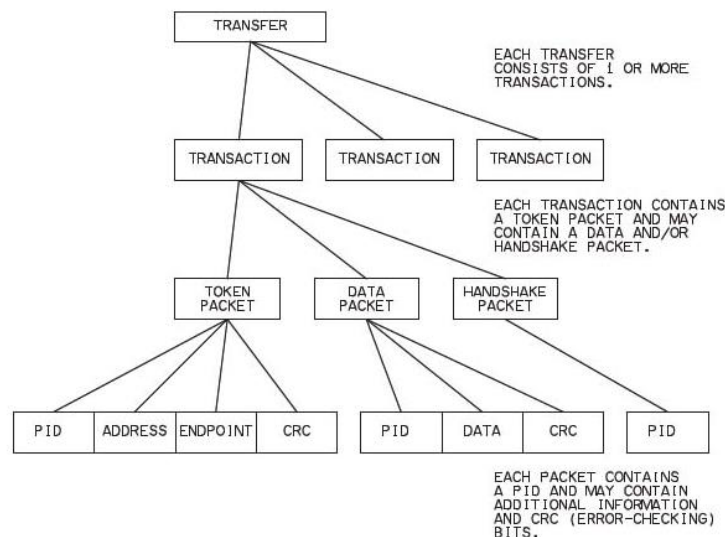 TRANSFER
EACH TRANSFER
CONSISTS OF 1 OR MORE
TRANSACTIONS.
TRANSACTION TRANSACTION TRANSACTION
EACH TRANSACTION CONTAINS
A TOKEN PACKET AND MAY
CONTAIN A DATA AND/OR
HANDSHAKE PACKET.
TOKEN
PACKET
DATA
PACKET
HANDSHAKE
PACKET
PID ADDRESS ENDPOINT CRC PID DATA CRC PID
EACH PACKET CONTAINS
A PID AND MAY CONTAIN
ADDITIONAL INFORMATION
AND CRC (ERROR-CHECKING)
BITS.